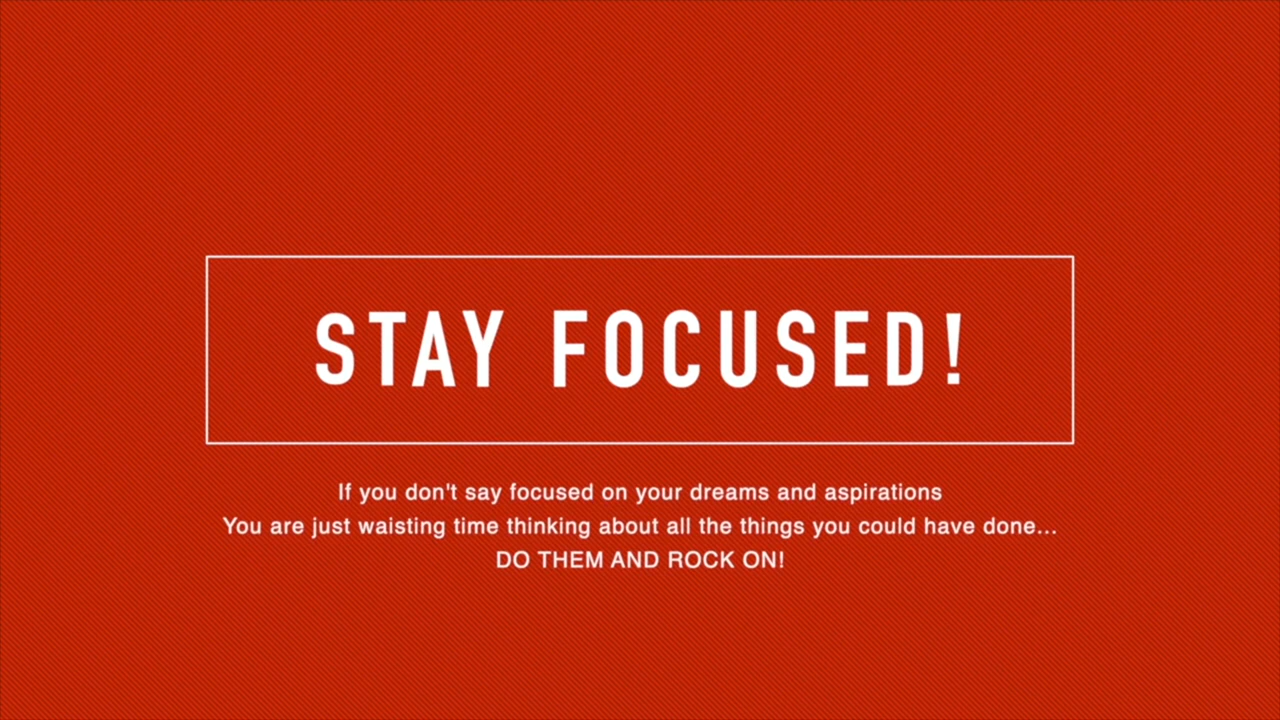 STAY FOCUSED!
If you don't say focused on your dreams and aspirations
You are just waisting time thinking about all the things you could have done...
DO THEM AND ROCK ON!